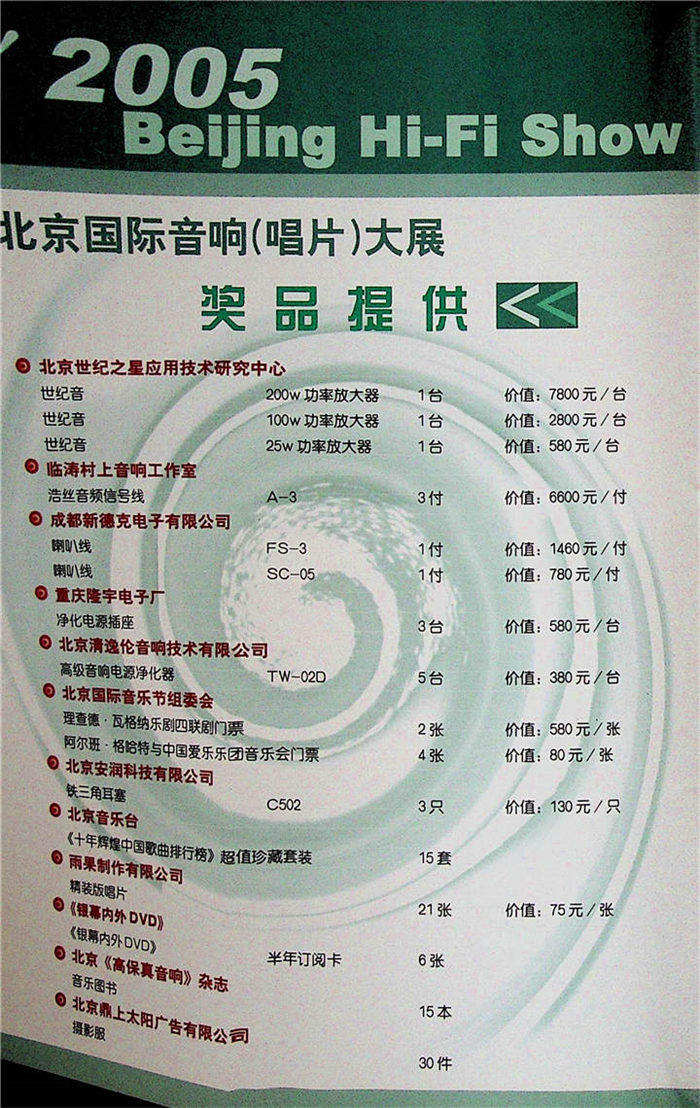 2005
Beijing Hi-Fi Show
北京国际音响(唱片)大展
奖品提供
北京世纪之星应用技术研究中心
世纪音 200w功率放大器 1台 价值：7800元/台
世纪音 100w功率放大器 1台 价值：2800元/台
世纪音 25w功率放大器 1台 价值：580元/台
临涛村上音响工作室
浩丝音频信号线 A-3 3付 价值：6600元/付
成都新德克电子有限公司
喇叭线 FS-3 1付 价值：1460元/付
喇叭线 SC-05 1付 价值：780元/付
重庆隆宇电子厂
净化电源插座 3台 价值：580元/台
北京清逸伦音响技术有限公司
高级音响电源净化器 TW-02D 5台 价值：380元/台
北京国际音乐节组委会
理查德·瓦格纳乐剧四联剧门票 2张 价值：580元/张
阿尔班·格哈特与中国爱乐乐团音乐会门票 4张 价值：80元/张
北京安润科技有限公司
铁三角耳塞 C502 3只 价值：130元/只
北京音乐台
《十年辉煌中国歌曲排行榜》超值珍藏套装 15套
雨果制作有限公司
精装版唱片 21张 价值：75元/张
《银幕内外DVD》
《银幕内外DVD》 半年订阅卡 6张
北京《高保真音响》杂志
音乐图书 15本
北京鼎上太阳广告有限公司
摄影服 30件